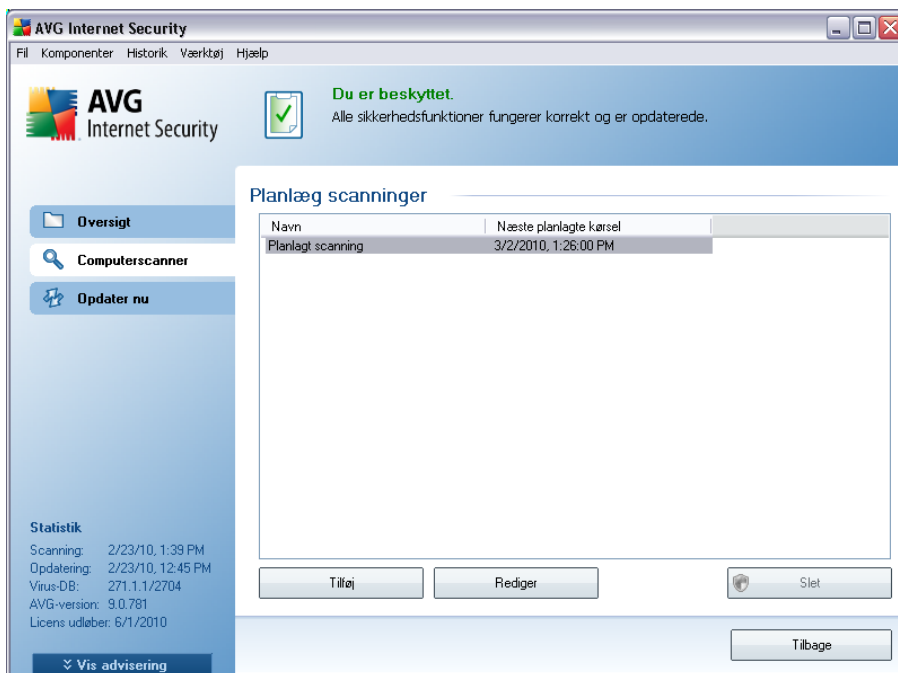 AVG Internet Security
Fil Komponenter Historik Værktøj Hjælp
AVG
Internet Security
Du er beskyttet.
Alle sikkerhedsfunktioner fungerer korrekt og er opdaterede.
Oversigt
Computerscanner
Opdater nu
Planlæg scanninger
Navn Næste planlagte kørsel
Planlagt scanning 3/2/2010, 1:26:00 PM
Statistik
Scanning: 2/23/10, 1:39 PM
Opdatering: 2/23/10, 12:45 PM
Virus-DB: 271.1.1/2704
AVG-version: 9.0.781
Licens udløber: 6/1/2010
Vis advisering
Tilføj Rediger Slet
Tilbage